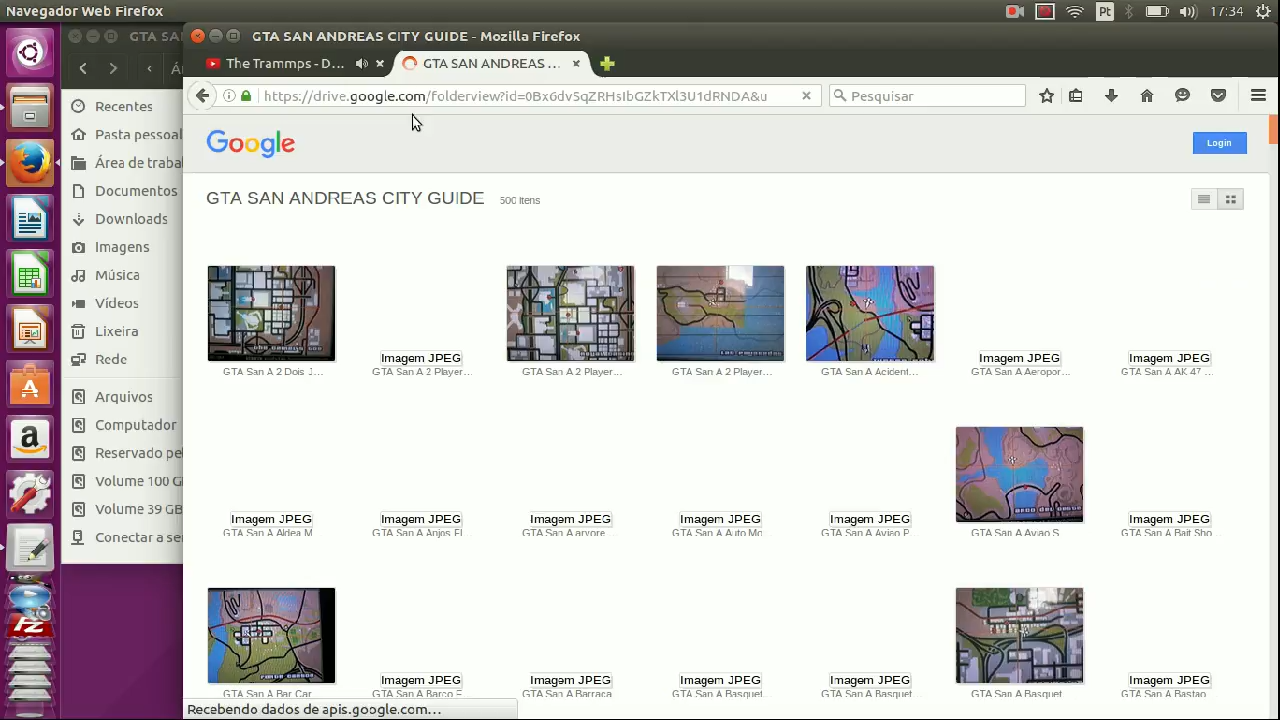 Navegador Web Firefox
Pt
17:34
GTA SAN ANDREAS CITY GUIDE - Mozilla Firefox
GTA SAN
The Trammps - D...
GTA SAN ANDREAS ...
https://drive.google.com/folderview?id=0Bx6dv5qZRHsIbGZkTXl3U1dRNDA&u
Pesquisar
Recentes
Pasta pessoal
Área de traba
Documentos
Downloads
Imagens
Música
Vídeos
Lixeira
Rede
Arquivos
Computador
Reservado pel
Volume 100 G
Volume 39 GB
Conectar a se
Google
Login
GTA SAN ANDREAS CITY GUIDE
500 itens
Imagem JPEG
Imagem JPEG
Imagem JPEG
GTA San A 2 Dois J...
GTA San A 2 Player...
GTA San A 2 Player...
GTA San A 2 Player...
GTA San A Acident...
GTA San A Aeropor...
GTA San A AK 47 ...
Imagem JPEG
Imagem JPEG
Imagem JPEG
Imagem JPEG
Imagem JPEG
Imagem JPEG
GTA San A Aldea M
GTA San A Anjos El
GTA San A arvore
GTA San A Auto Mo
GTA San A Aviao P
GTA San A Aviao S
GTA San A Bait Sho
Imagem JPEG
Imagem JPEG
Imagem JPEG
Imagem JPEG
Imagem JPEG
GTA San A Bar Car
GTA San A Barco E
GTA San A Barraca
GTA San A Basquet
GTA San A Basquet
GTA San A Basquet
GTA San A Bastao
Recebendo dados de apis.google.com...